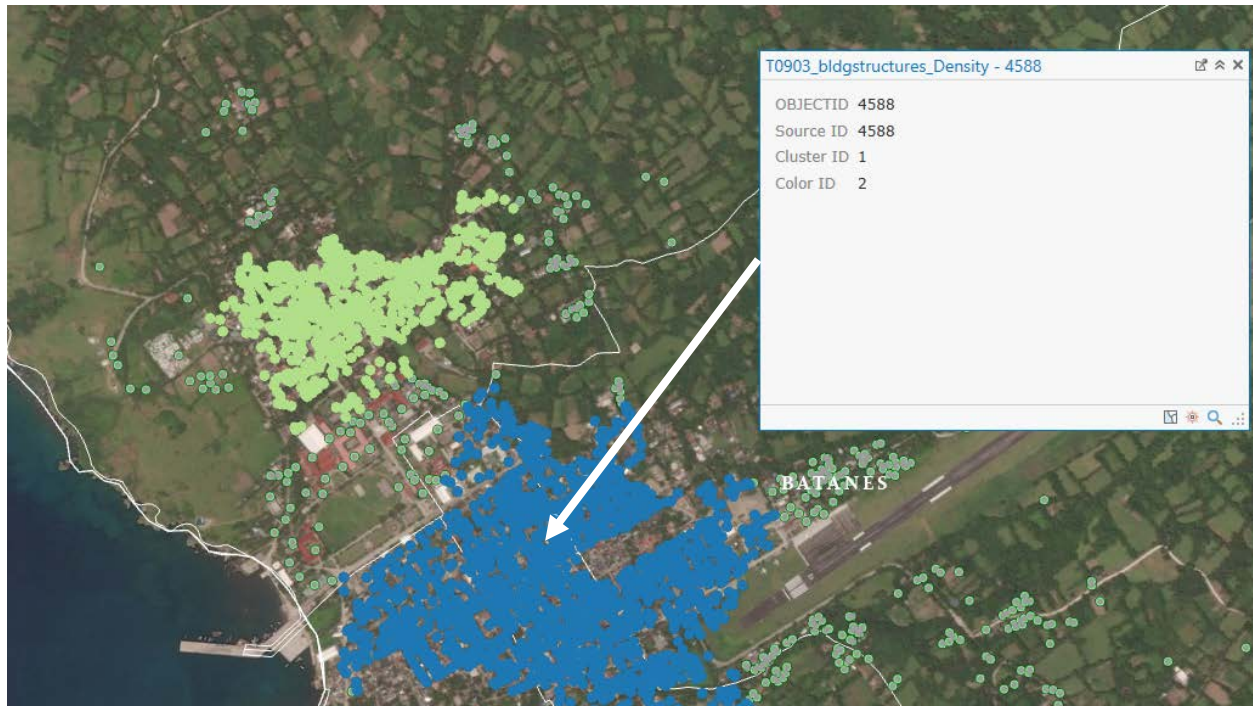 T0903_bldgstructures_Density - 4588
OBJECTID 4588
Source ID 4588
Cluster ID 1
Color ID 2
BATANES